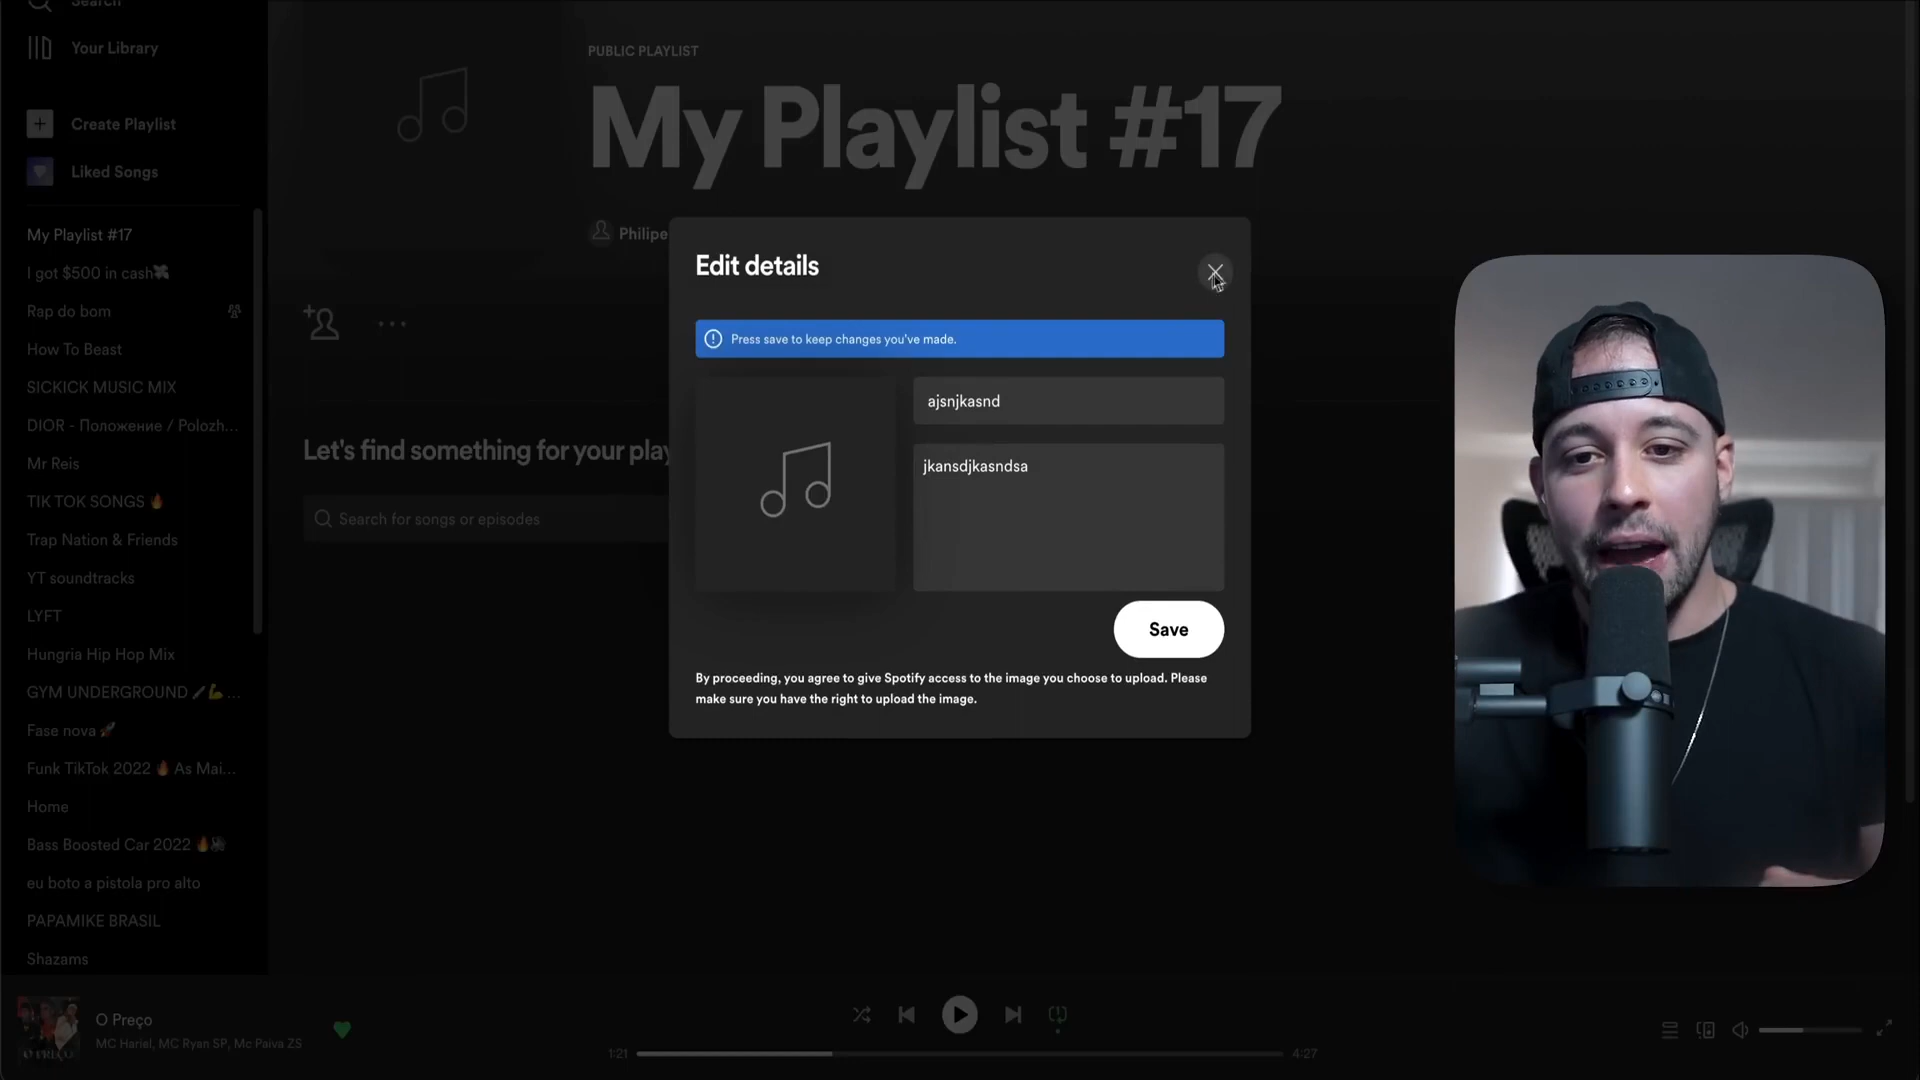 Search
Your Library
Create Playlist
Liked Songs
My Playlist #17
I got $500 in cash💸
Rap do bom
How To Beast
SICKICK MUSIC MIX
DIOR - Положение / Polozh...
Mr Reis
TIK TOK SONGS 🔥
Trap Nation & Friends
YT soundtracks
LYFT
Hungria Hip Hop Mix
GYM UNDERGROUND 🗡️💪 ...
Fase nova 🚀
Funk TikTok 2022 🔥 As Mai...
Home
Bass Boosted Car 2022 🔥🔊
eu boto a pistola pro alto
PAPAMIKE BRASIL
Shazams
PUBLIC PLAYLIST
My Playlist #17
Philipe
Let's find something for your play
Search for songs or episodes
Edit details
Press save to keep changes you've made.
ajsnjkasnd
jkansdjkasndsa
Save
By proceeding, you agree to give Spotify access to the image you choose to upload. Please
make sure you have the right to upload the image.
O PREÇO
O Preço
MC Hariel, MC Ryan SP, Mc Paiva ZS
1:21
4:27